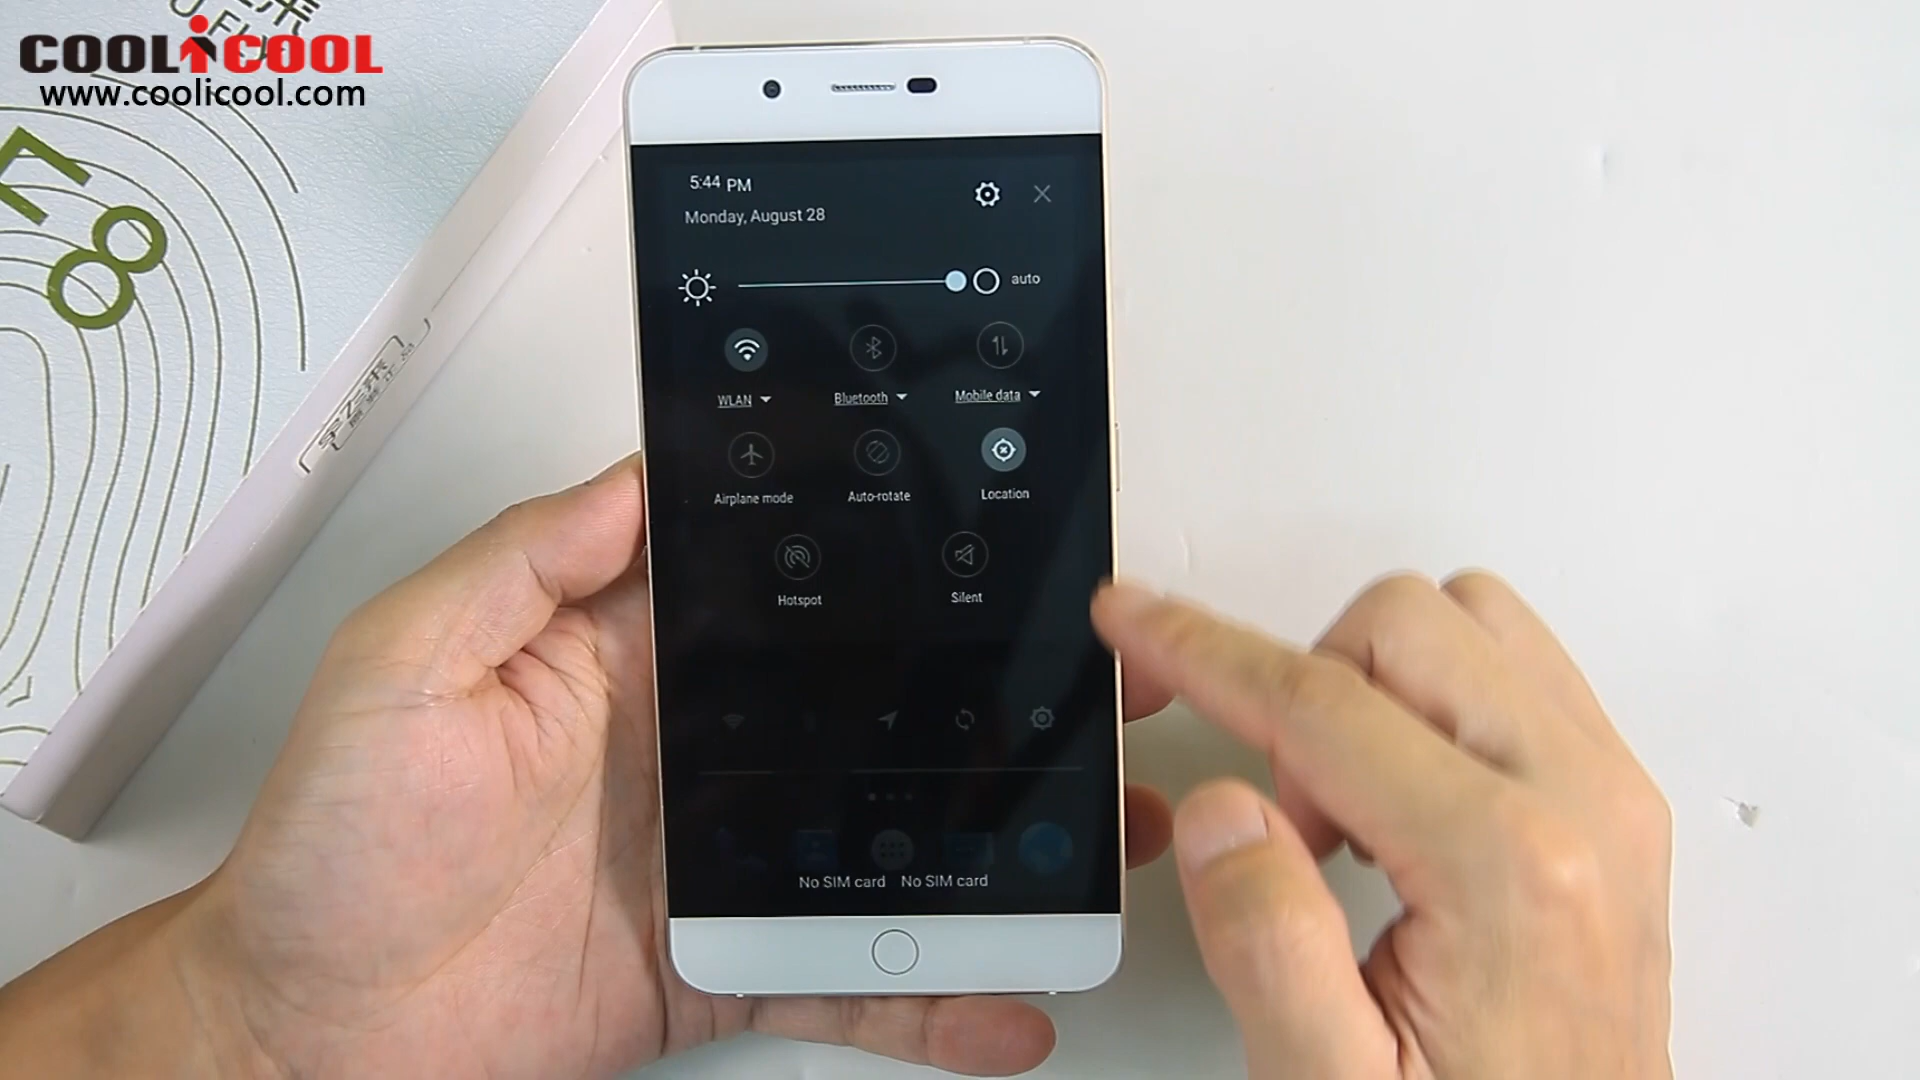 COOLiCOOL
www.coolicool.com
E8
5:44 PM
Monday, August 28
auto
WLAN
Bluetooth
Mobile data
Airplane mode
Auto-rotate
Location
Hotspot
Silent
No SIM card
No SIM card